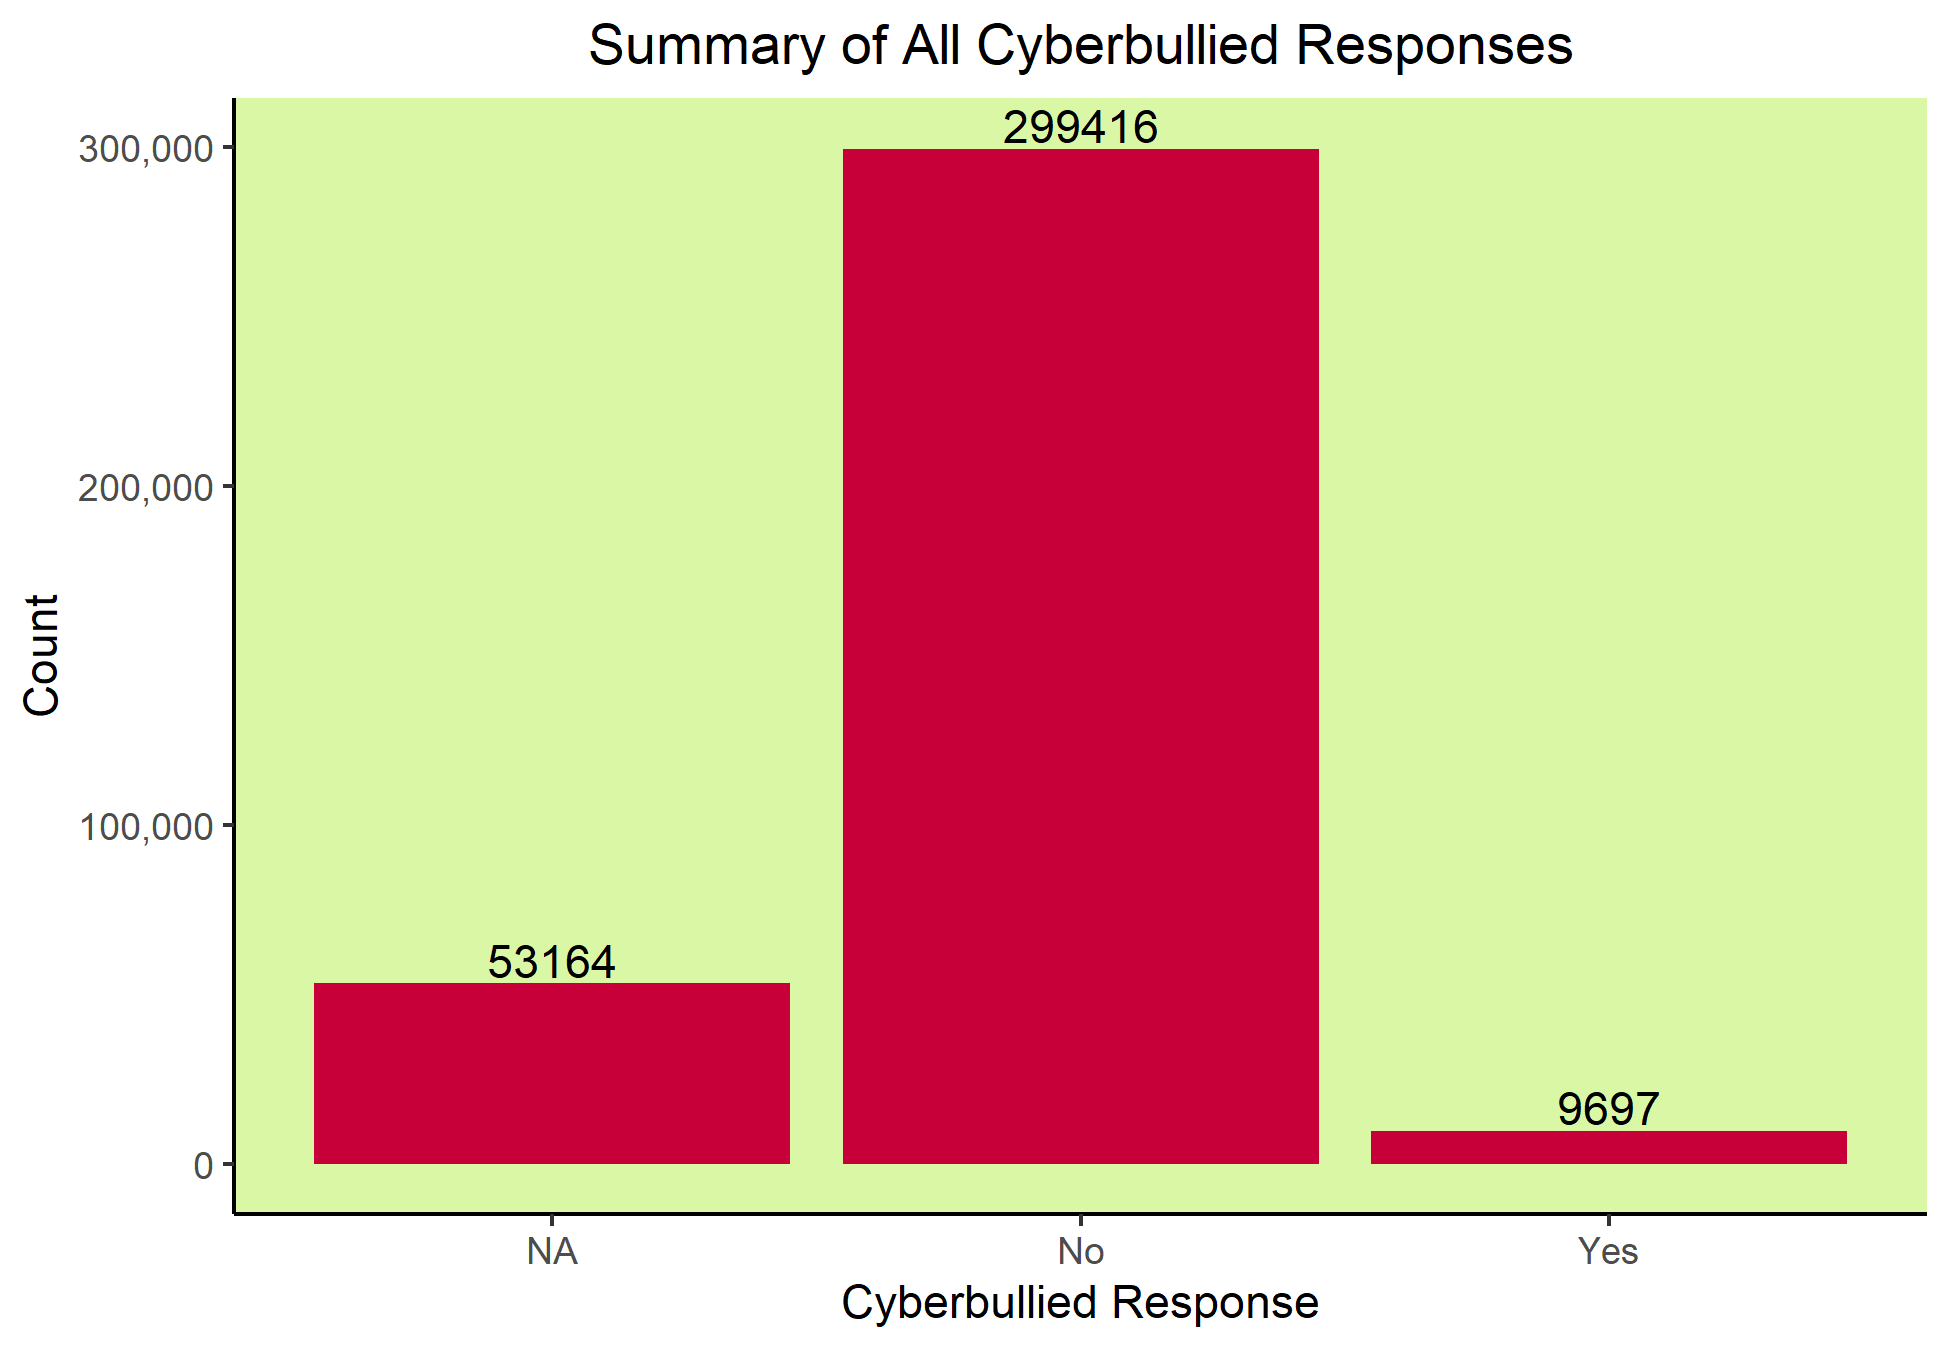 Summary of All Cyberbullied Responses
300,000
200,000
100,000
0
Count
299416
53164
9697
NA
No
Yes
Cyberbullied Response